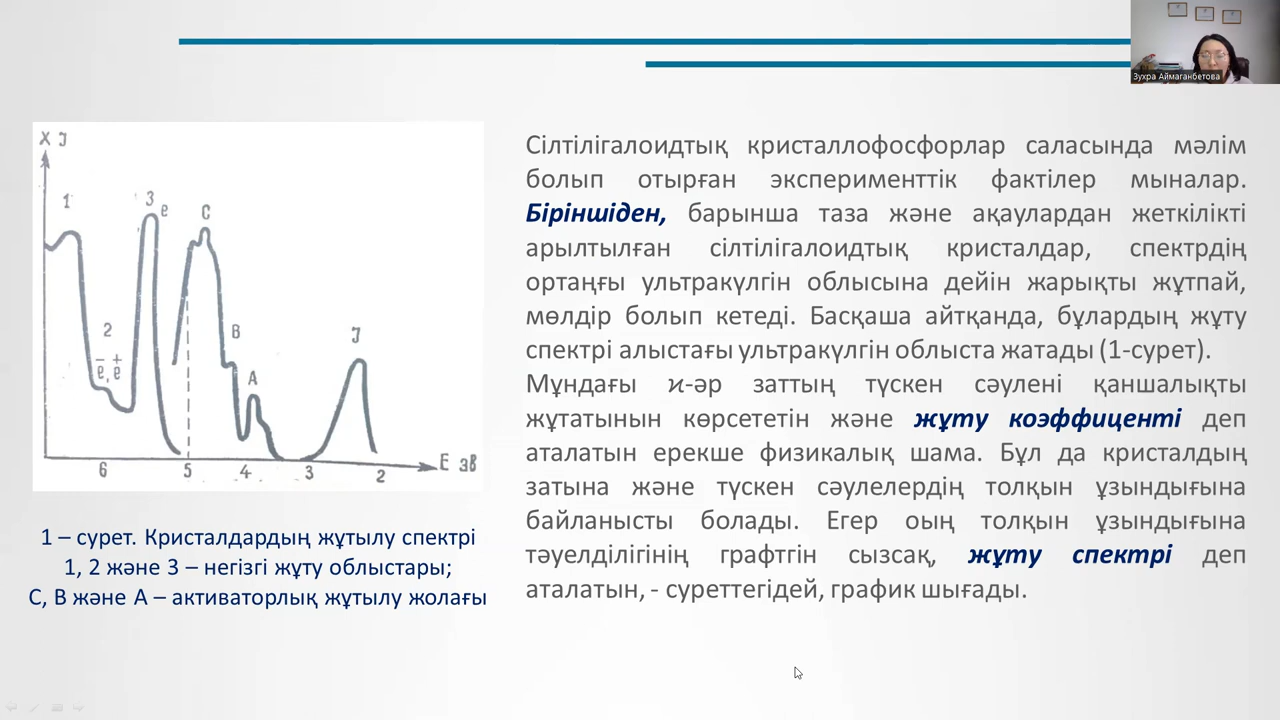 Зухра Аймаганбетова
ϰ J
1
3
e
C
2
B
J
ē, e⁺
A
E эВ
6
5
4
3
2
1 – сурет. Кристалдардың жұтылу спектрі
1, 2 және 3 – негізгі жұту облыстары;
С, В және А – активаторлық жұтылу жолағы
Сілтілігалоидтық кристаллофосфорлар саласында мәлім
болып отырған эксперименттік фактілер мыналар.
Біріншіден, барынша таза және ақаулардан жеткілікті
арылтылған сілтілігалоидтық кристалдар, спектрдің
ортаңғы ультракүлгін облысына дейін жарықты жұтпай,
мөлдір болып кетеді. Басқаша айтқанда, бұлардың жұту
спектрі алыстағы ультракүлгін облыста жатады (1-сурет).
Мұндағы ϰ-әр заттың түскен сәулені қаншалықты
жұтатынын көрсететін және жұту коэффиценті деп
аталатын ерекше физикалық шама. Бұл да кристалдың
затына және түскен сәулелердің толқын ұзындығына
байланысты болады. Егер оың толқын ұзындығына
тәуелділігінің графтгін сызсақ, жұту спектрі деп
аталатын, - суреттегідей, график шығады.